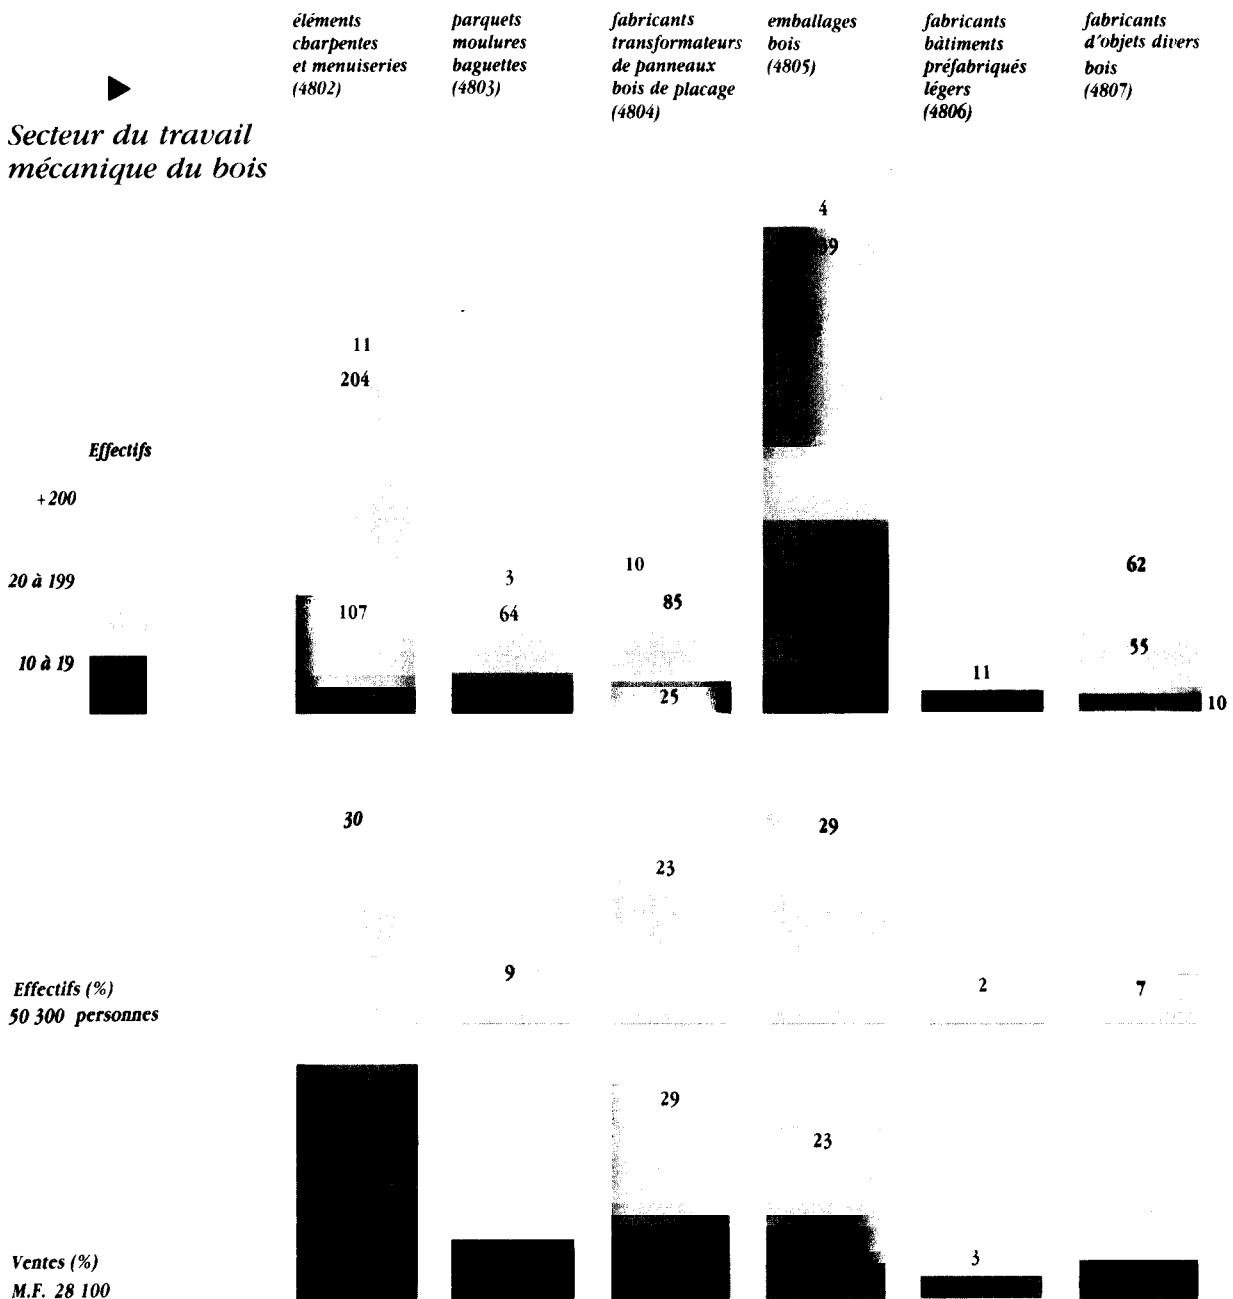 éléments
charpentes
et menuiseries
(4802)
parquets
moulures
baguettes
(4803)
fabricants
transformateurs
de panneaux
bois de placage
(4804)
emballages
bois
(4805)
fabricants
bâtiments
préfabriqués
légers
(4806)
fabricants
d'objets divers
bois
(4807)
Secteur du travail
mécanique du bois
4
11
204
Effectifs
+200
20 à 199
10 à 19
107
3
64
10
85
25
11
62
55
10
30
9
23
29
2
7
Effectifs (%)
50 300 personnes
29
23
3
Ventes (%)
M.F. 28 100